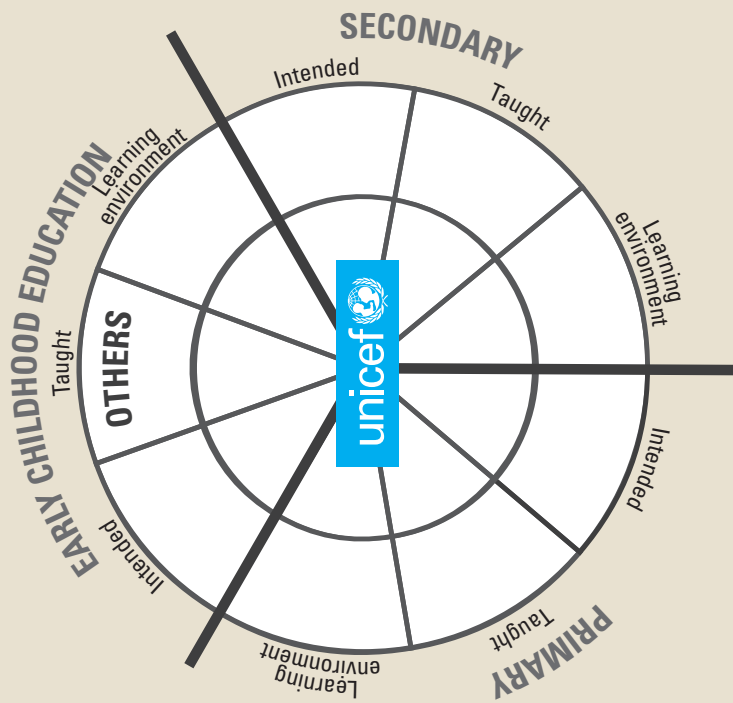 SECONDARY
Intended
Taught
Learning
environment
EARLY CHILDHOOD EDUCATION
Learning
environment
Taught
Intended
OTHERS
unicef
PRIMARY
Intended
Taught
Learning
environment